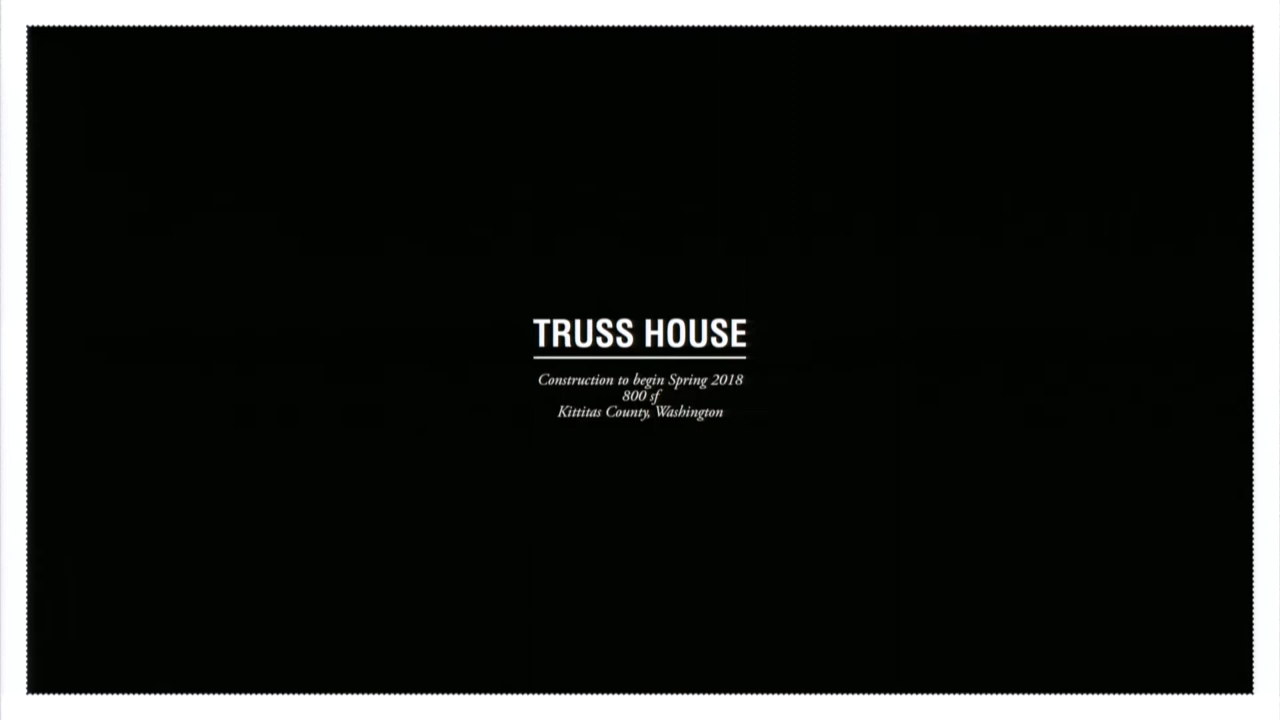 TRUSS HOUSE
Construction to begin Spring 2018
800 sf
Kittitas County, Washington